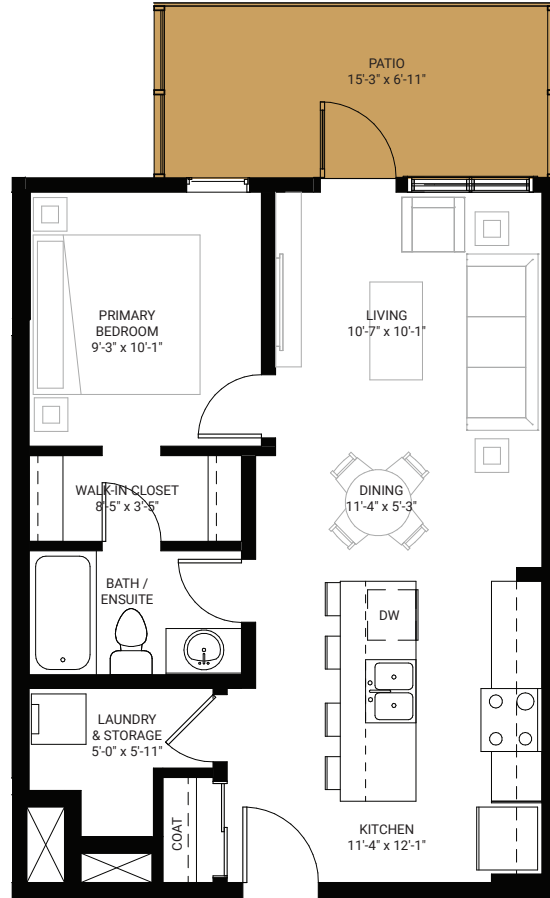 PATIO
15'-3" x 6'-11"
PRIMARY
BEDROOM
9'-3" x 10'-1"
LIVING
10'-7" x 10'-1"
WALK-IN CLOSET
8'-5" x 3'-5"
DINING
11'-4" x 5'-3"
BATH /
ENSUITE
DW
LAUNDRY
& STORAGE
5'-0" x 5'-11"
COAT
KITCHEN
11'-4" x 12'-1"